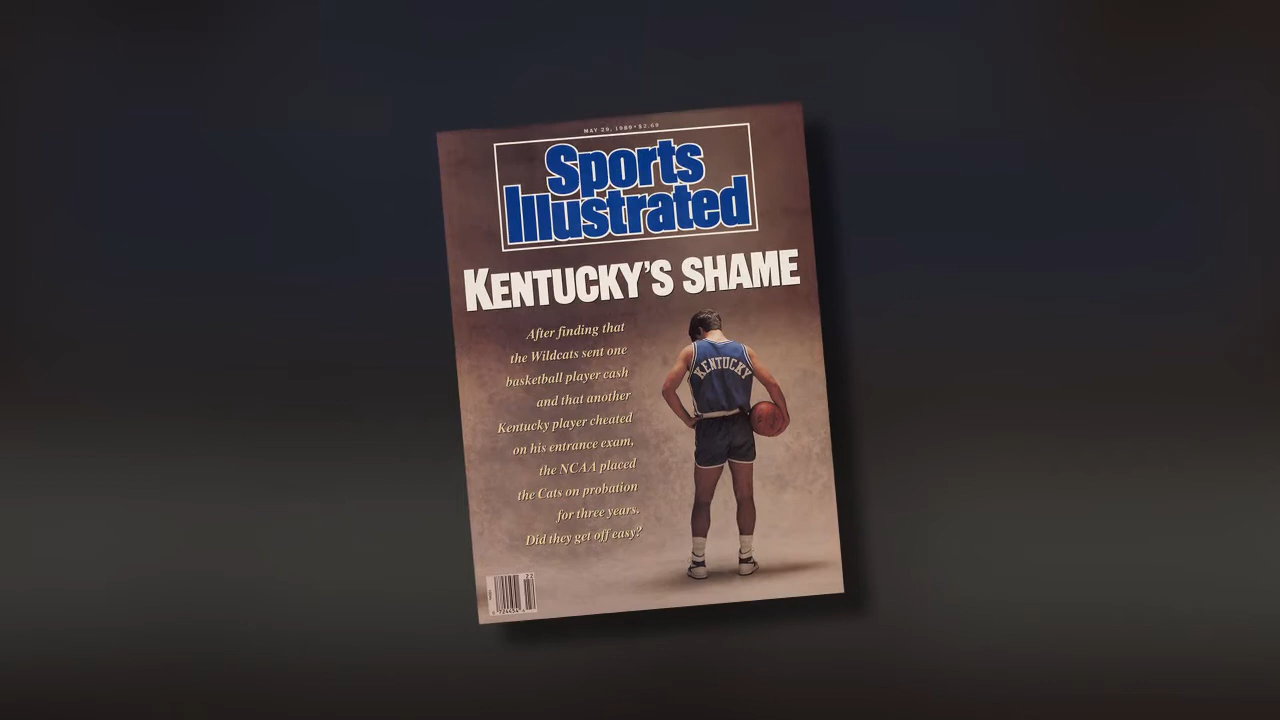 MAY 29, 1989 • $2.69
Sports
Illustrated
KENTUCKY'S SHAME
After finding that
the Wildcats sent one
basketball player cash
and that another
Kentucky player cheated
on his entrance exam,
the NCAA placed
the Cats on probation
for three years.
Did they get off easy?
KENTUCKY
22